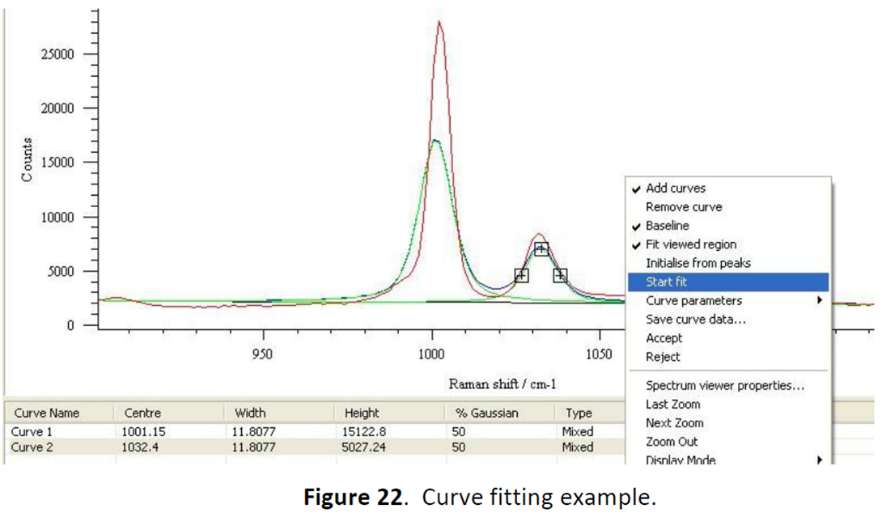 25000
20000
15000
10000
5000
0
Counts
950
1000
1050
Raman shift / cm-1
Add curves
Remove curve
Baseline
Fit viewed region
Initialise from peaks
Start fit
Curve parameters
Save curve data...
Accept
Reject
Spectrum viewer properties...
Last Zoom
Next Zoom
Zoom Out
Display Mode
Curve Name Centre Width Height % Gaussian Type
Curve 1 1001.15 11.8077 15122.8 50 Mixed
Curve 2 1032.4 11.8077 5027.24 50 Mixed
Figure 22. Curve fitting example.